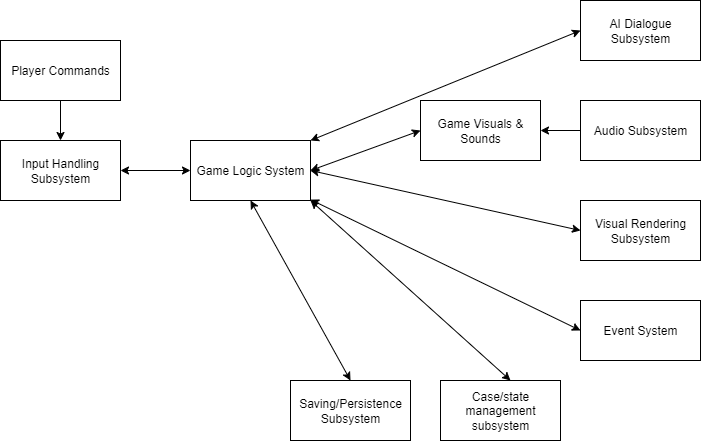 AI Dialogue
Subsystem
Player Commands
Game Visuals &
Sounds
Audio Subsystem
Input Handling
Subsystem
Game Logic System
Visual Rendering
Subsystem
Event System
Saving/Persistence
Subsystem
Case/state
management
subsystem